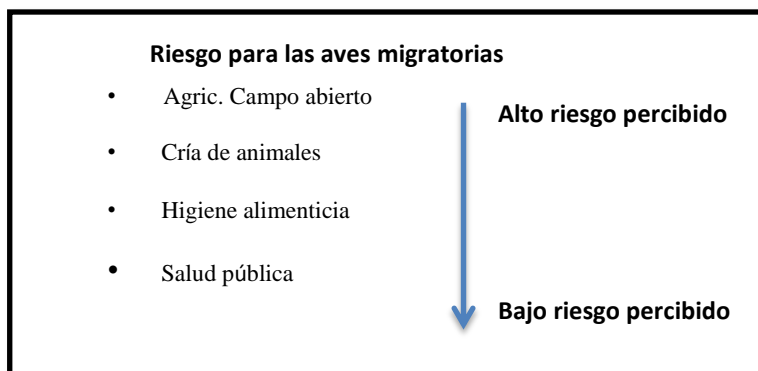 Riesgo para las aves migratorias
• Agric. Campo abierto
Alto riesgo percibido
• Cría de animales
• Higiene alimenticia
• Salud pública
Bajo riesgo percibido